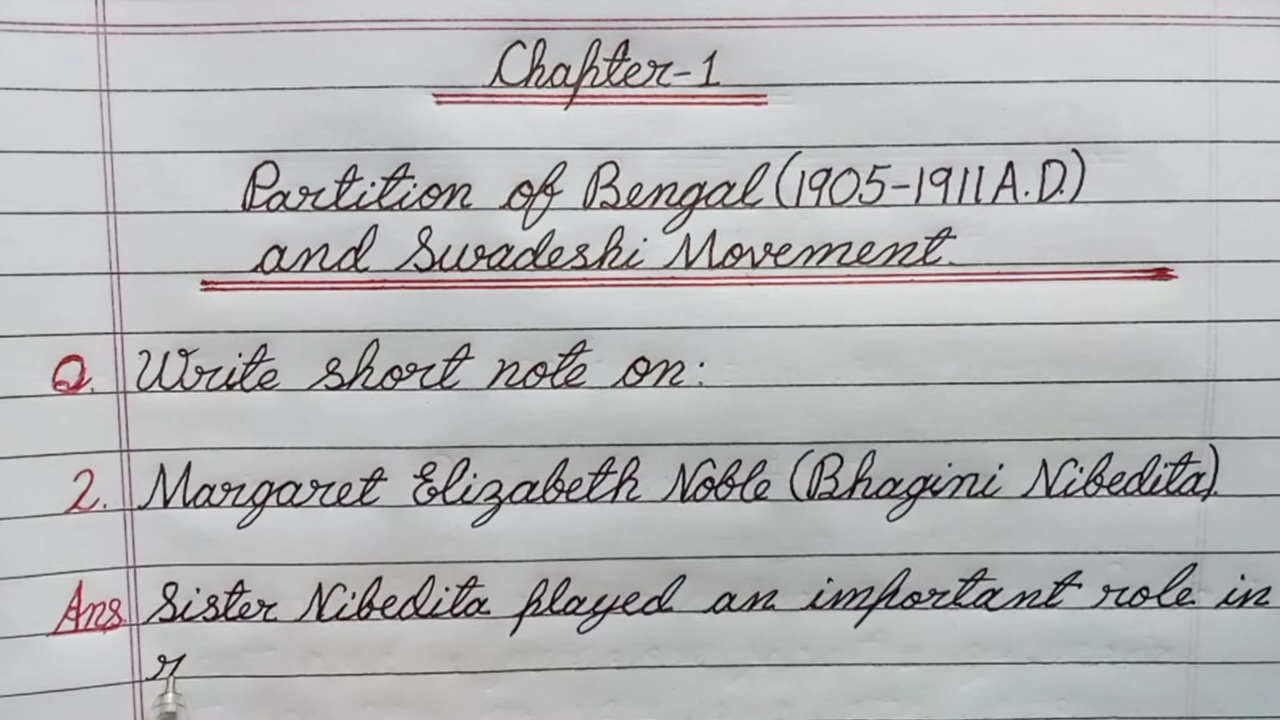 Chapter-1
Partition of Bengal (1905-1911 A.D.)
and Swadeshi Movement.
Q. Write short note on:
2. Margaret Elizabeth Noble (Bhagini Nibedita).
Ans. Sister Nibedita played an important role in
r